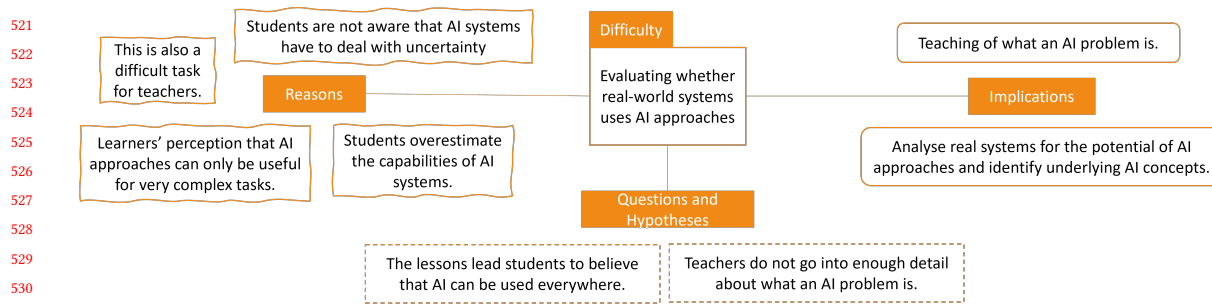 521
522
523
524
525
526
527
528
529
530
Students are not aware that AI systems
have to deal with uncertainty
This is also a
difficult task
for teachers.
Reasons
Learners’ perception that AI
approaches can only be useful
for very complex tasks.
Students overestimate
the capabilities of AI
systems.
Difficulty
Evaluating whether
real-world systems
uses AI approaches
Questions and
Hypotheses
The lessons lead students to believe
that AI can be used everywhere.
Teachers do not go into enough detail
about what an AI problem is.
Teaching of what an AI problem is.
Implications
Analyse real systems for the potential of AI
approaches and identify underlying AI concepts.